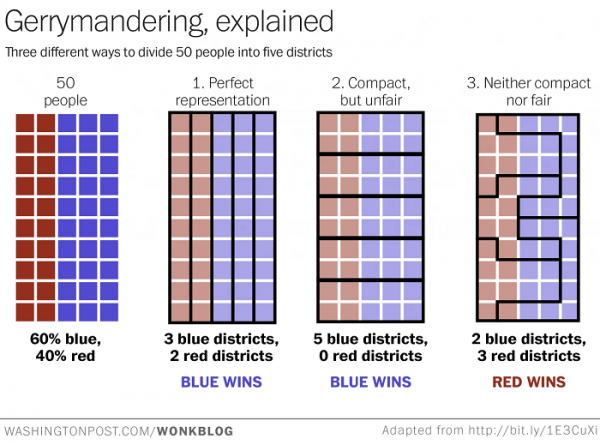 Gerrymandering, explained
Three different ways to divide 50 people into five districts
50
people
1. Perfect
representation
2. Compact,
but unfair
3. Neither compact
nor fair
60% blue,
40% red
3 blue districts,
2 red districts
BLUE WINS
5 blue districts,
0 red districts
BLUE WINS
2 blue districts,
3 red districts
RED WINS
WASHINGTONPOST.COM/WONKBLOG
Adapted from http://bit.ly/1E3CuXi